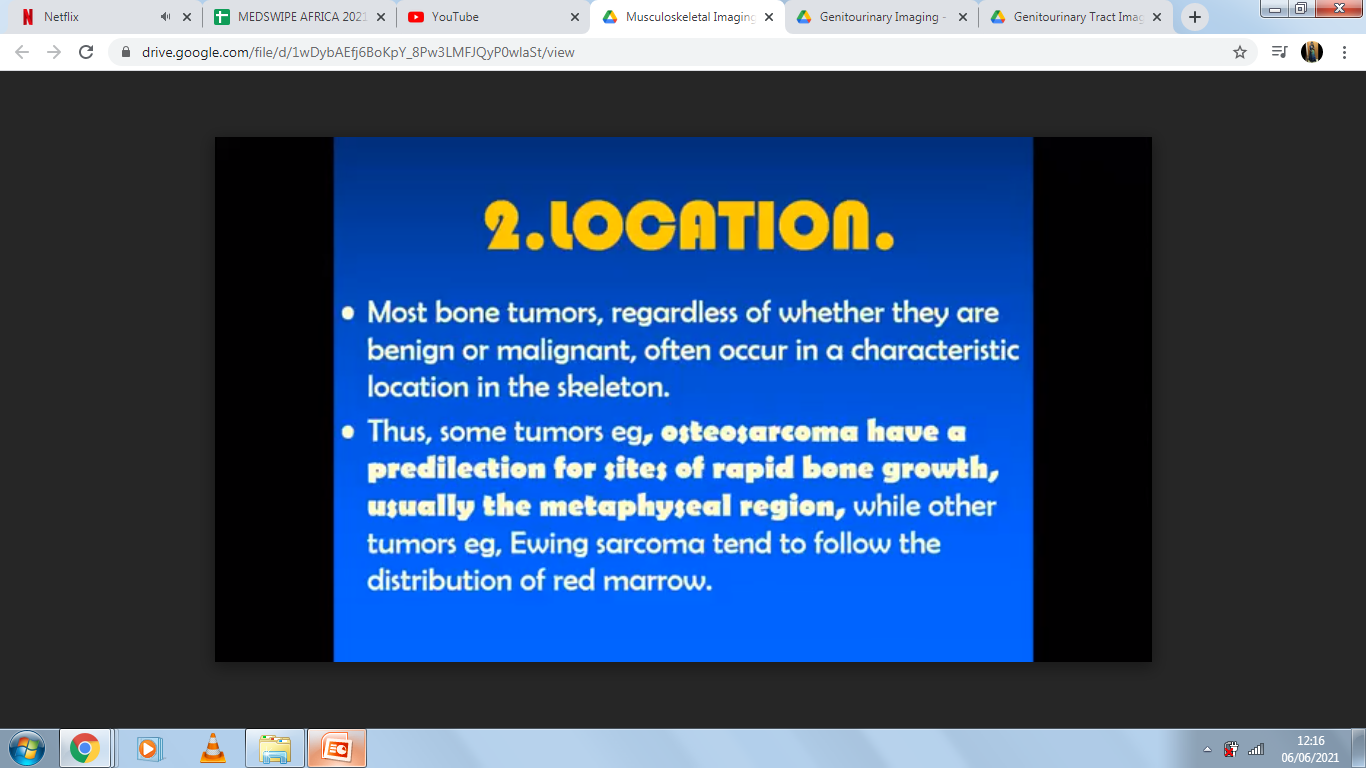 Netflix
MEDSWIPE AFRICA 2021
YouTube
Musculoskeletal Imaging
Genitourinary Imaging -
Genitourinary Tract Imag
drive.google.com/file/d/1wDybAEfj6BoKpY_8Pw3LMFJQyP0wlaSt/view
2.LOCATION.
• Most bone tumors, regardless of whether they are
benign or malignant, often occur in a characteristic
location in the skeleton.
• Thus, some tumors eg, osteosarcoma have a
predilection for sites of rapid bone growth,
usually the metaphyseal region, while other
tumors eg, Ewing sarcoma tend to follow the
distribution of red marrow.
12:16
06/06/2021